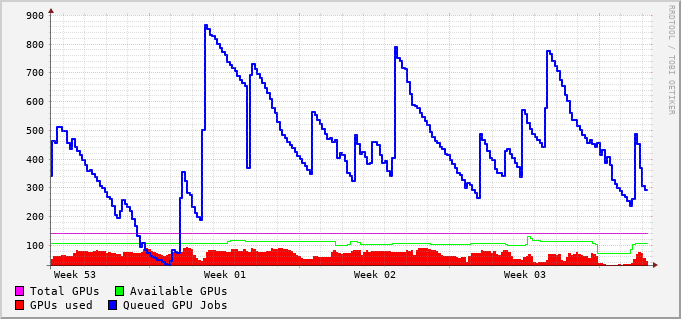 900
800
700
600
500
400
300
200
100
Week 53 Week 01 Week 02 Week 03
Total GPUs Available GPUs
GPUs used Queued GPU Jobs
RRDTOOL / TOBI OETIKER